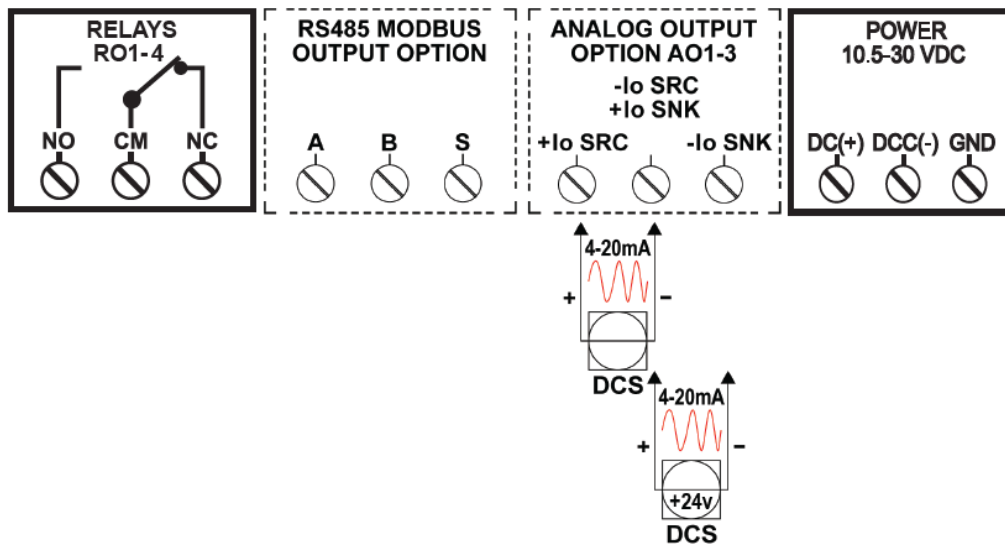 RELAYS
RO1-4
NO CM NC
RS485 MODBUS
OUTPUT OPTION
A B S
ANALOG OUTPUT
OPTION AO1-3
-Io SRC
+Io SNK
+Io SRC -Io SNK
POWER
10.5-30 VDC
DC(+) DCC(-) GND
4-20mA
+ −
DCS
4-20mA
+ −
+24v
DCS